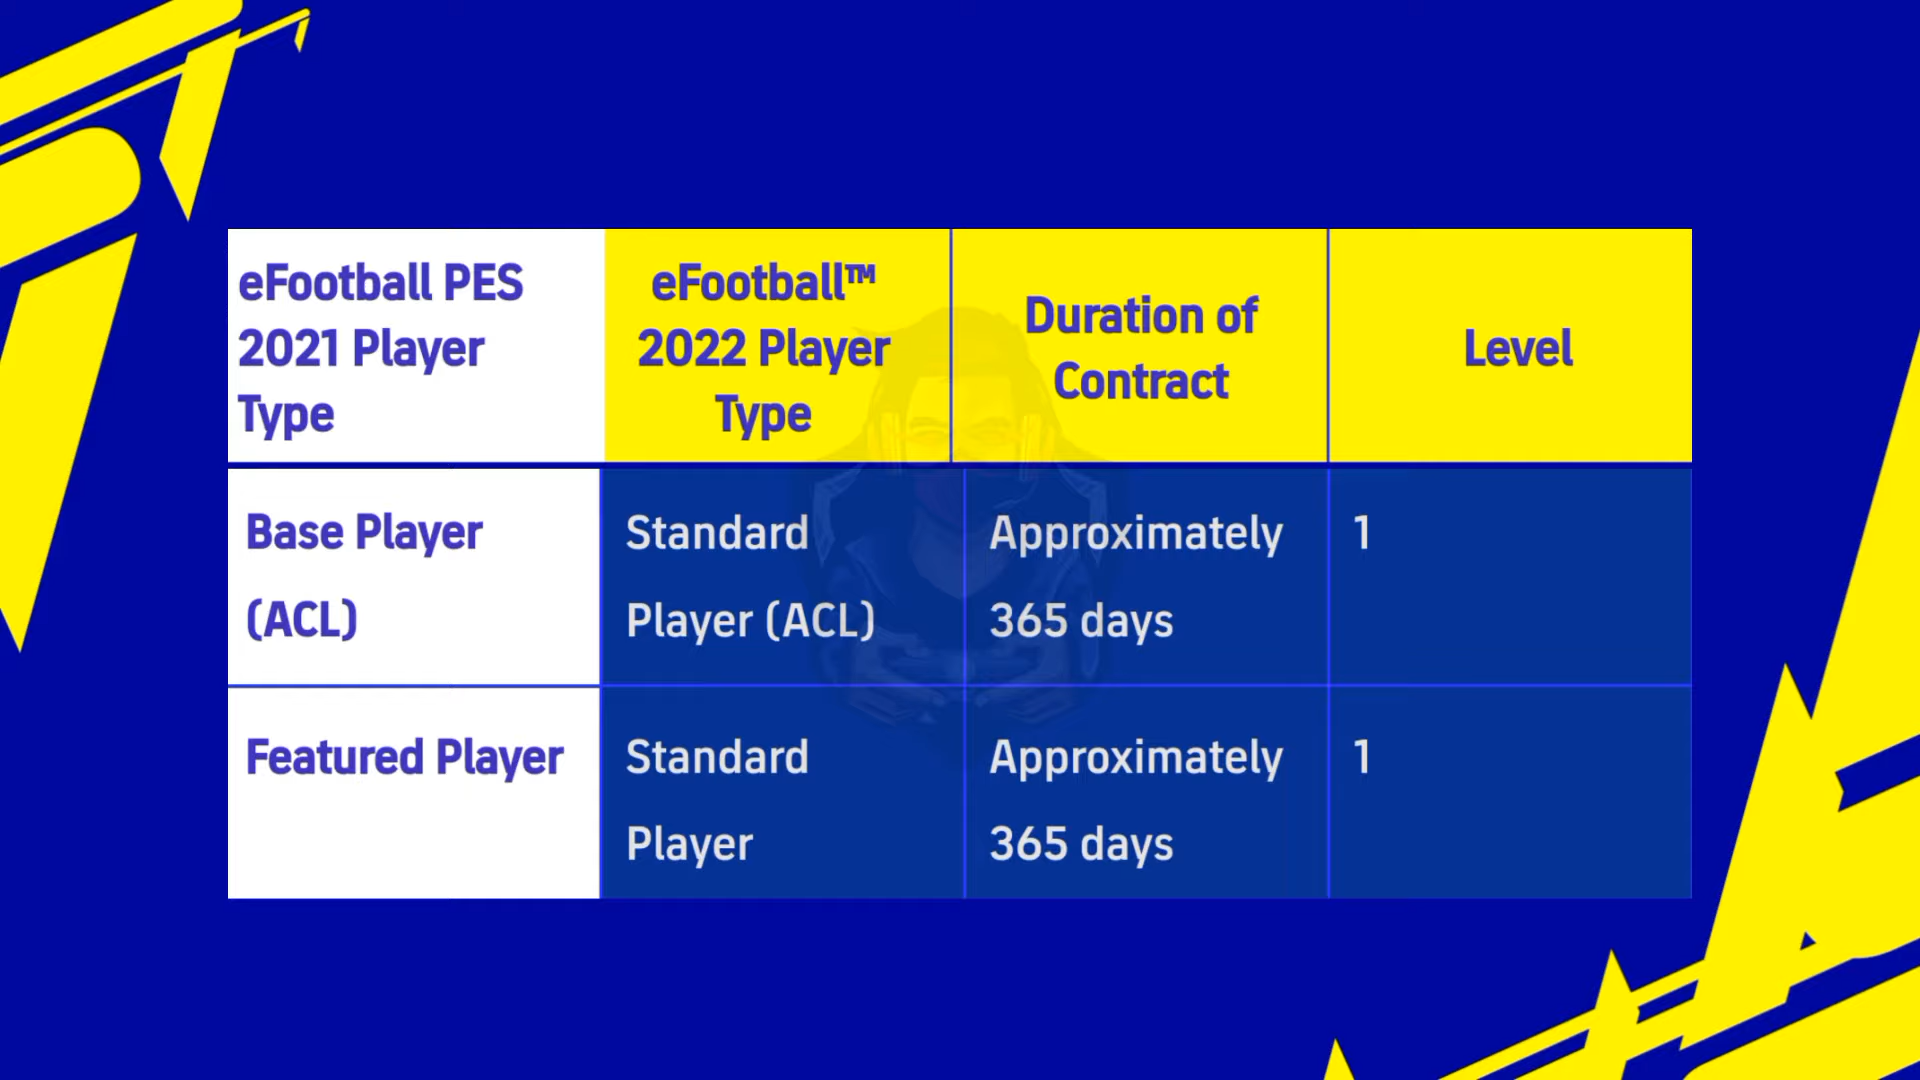 eFootball PES
2021 Player
Type
eFootball™
2022 Player
Type
Duration of
Contract
Level
Base Player
(ACL)
Standard
Player (ACL)
Approximately
365 days
1
Featured Player
Standard
Player
Approximately
365 days
1